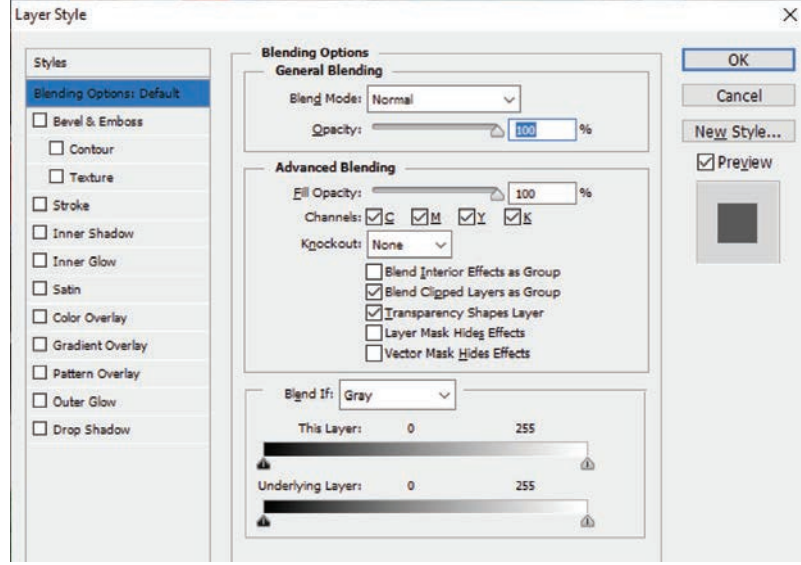 Layer Style
Styles
Blending Options: Default
Bevel & Emboss
Contour
Texture
Stroke
Inner Shadow
Inner Glow
Satin
Color Overlay
Gradient Overlay
Pattern Overlay
Outer Glow
Drop Shadow
Blending Options
General Blending
Blend Mode: Normal
Opacity: 100 %
Advanced Blending
Fill Opacity: 100 %
Channels: C M Y K
Knockout: None
Blend Interior Effects as Group
Blend Clipped Layers as Group
Transparency Shapes Layer
Layer Mask Hides Effects
Vector Mask Hides Effects
Blend If: Gray
This Layer: 0 255
Underlying Layer: 0 255
OK
Cancel
New Style...
Preview